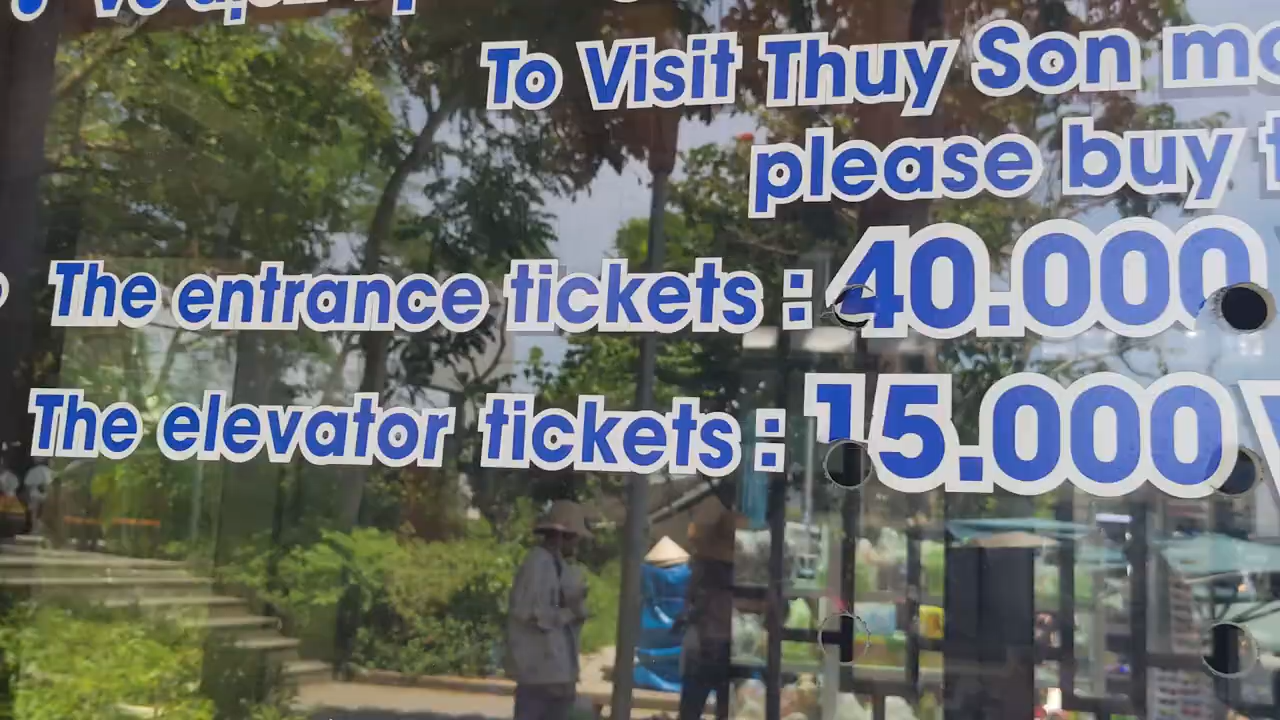 To Visit Thuy Son
please buy
The entrance tickets : 40.000
The elevator tickets : 15.000